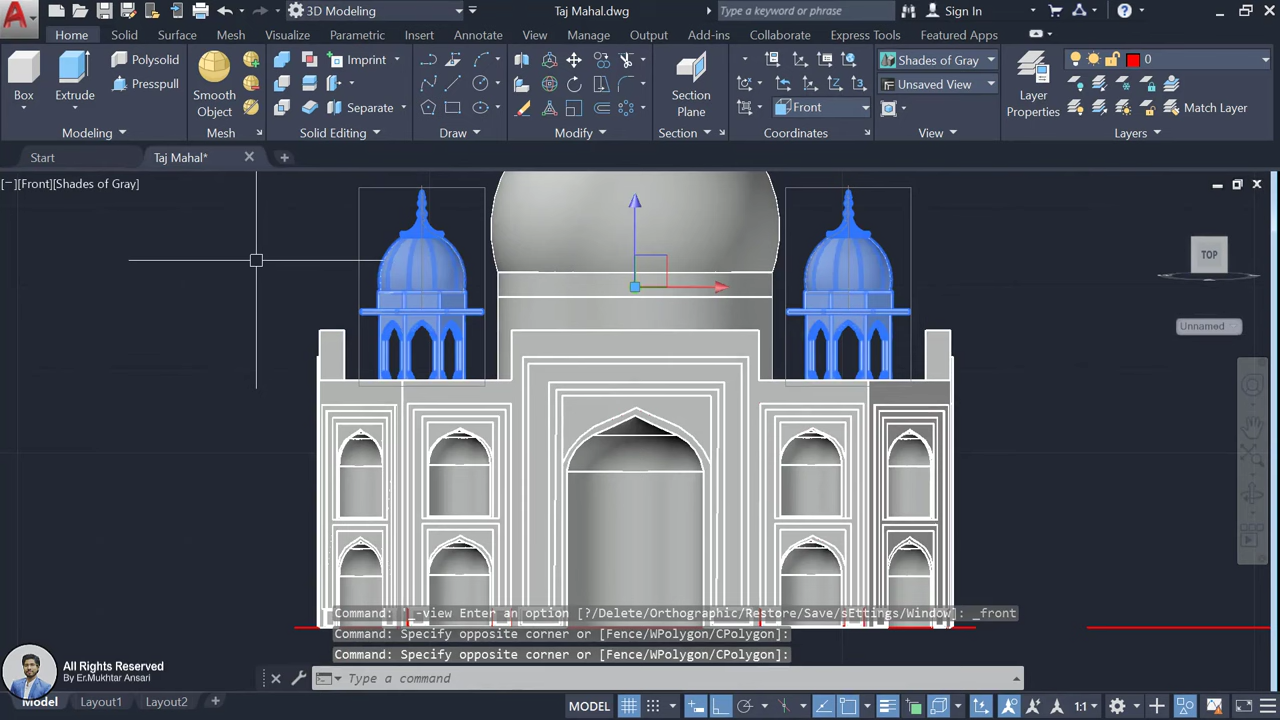 3D Modeling
Taj Mahal.dwg
Type a keyword or phrase
Sign In
Home Solid Surface Mesh Visualize Parametric Insert Annotate View Manage Output Add-ins Collaborate Express Tools Featured Apps
Box
Extrude
Polysolid
Presspull
Smooth
Object
Imprint
Separate
Section
Plane
Front
Shades of Gray
Unsaved View
Layer
Properties
0
Match Layer
Modeling
Mesh
Solid Editing
Draw
Modify
Section
Coordinates
View
Layers
Start
Taj Mahal*
[−][Front][Shades of Gray]
TOP
Unnamed
Command: '_-view Enter an option [?/Delete/Orthographic/Restore/Save/sEttings/Window]: _front
Command: Specify opposite corner or [Fence/WPolygon/CPolygon]:
Command: Specify opposite corner or [Fence/WPolygon/CPolygon]:
Type a command
All Rights Reserved
By Er.Mukhtar Ansari
Model
Layout1
Layout2
MODEL
1:1